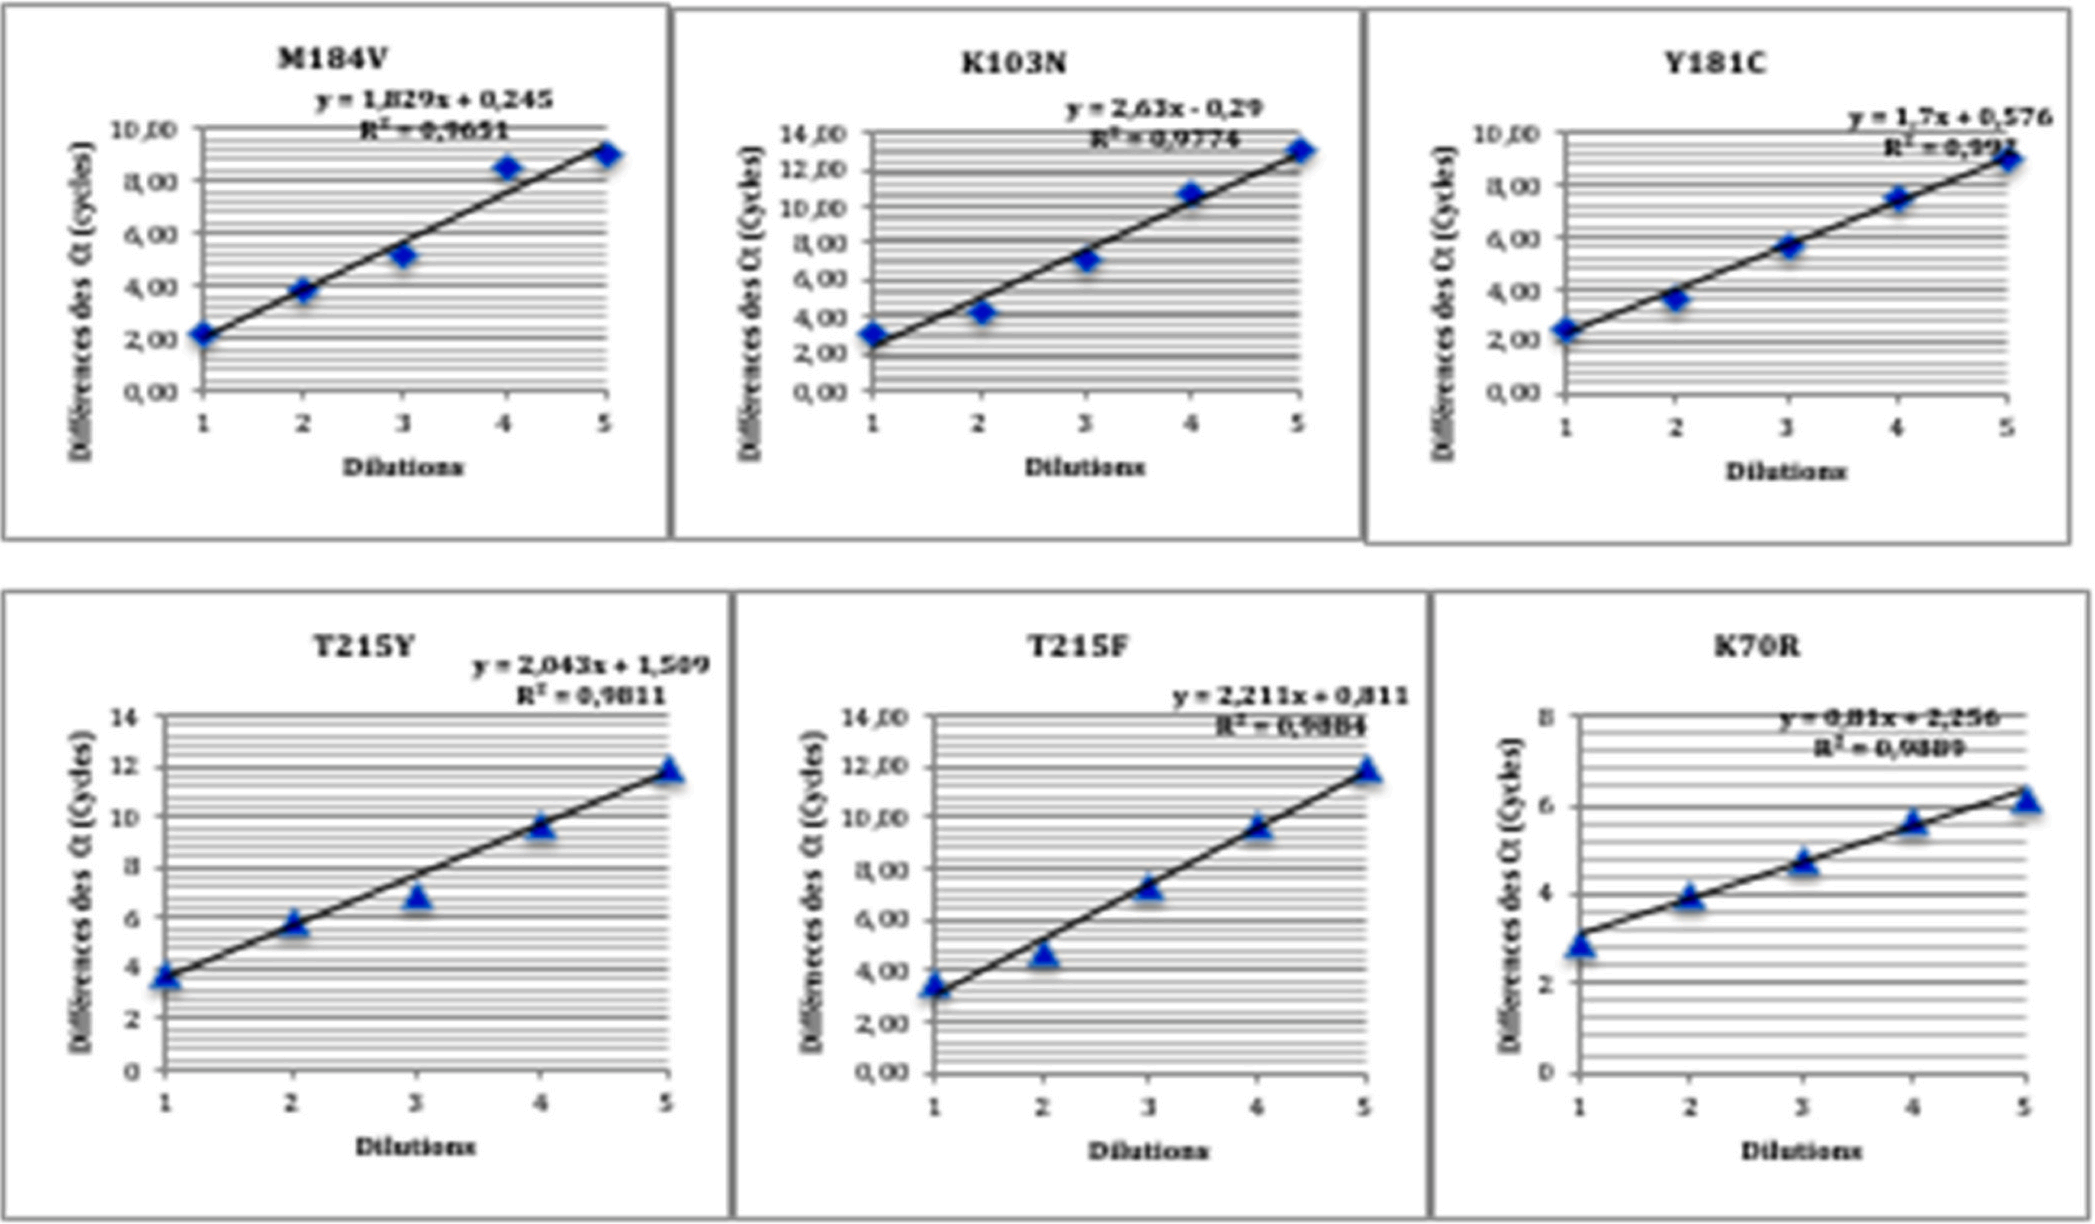 M184V
y = 1,829x + 0,245
R² = 0,9651
Différences des Ct (cycles)
10,00
8,00
6,00
4,00
2,00
0,00
1 2 3 4 5
Dilutions
K103N
y = 2,63x - 0,29
R² = 0,9774
Différences des Ct (Cycles)
14,00
12,00
10,00
8,00
6,00
4,00
2,00
0,00
1 2 3 4 5
Dilutions
Y181C
y = 1,7x + 0,576
R² =
Différences des Ct (Cycles)
10,00
8,00
6,00
4,00
2,00
0,00
1 2 3 4 5
Dilutions
T215Y
y = 2,043x + 1,509
R² = 0,9811
Différences des Ct (Cycles)
14
12
10
8
6
4
2
0
1 2 3 4 5
Dilutions
T215F
y = 2,211x + 0,811
R² = 0,9884
Différences des Ct (Cycles)
14,00
12,00
10,00
8,00
6,00
4,00
2,00
0,00
1 2 3 4 5
Dilutions
K70R
y = 0,81x + 2,256
R² = 0,9889
Différences des Ct (Cycles)
8
6
4
2
0
1 2 3 4 5
Dilutions